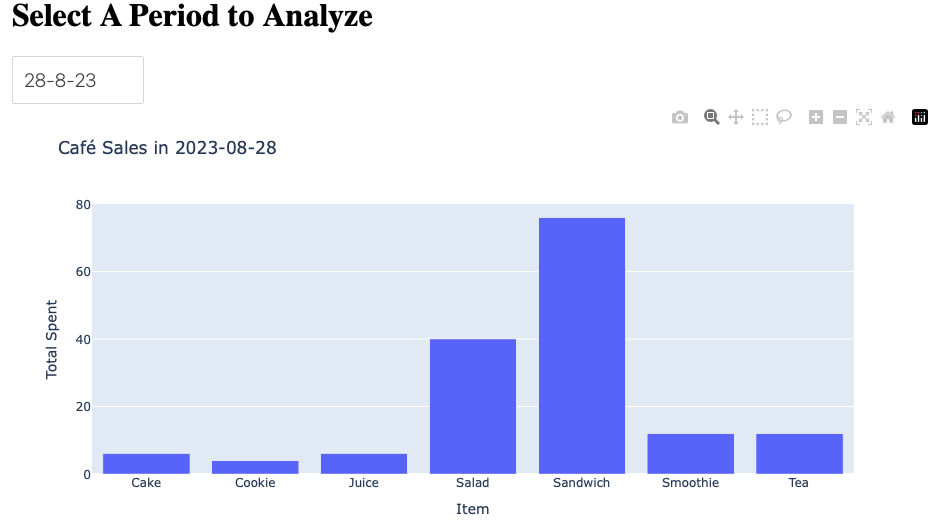 Select A Period to Analyze
28-8-23
Café Sales in 2023-08-28
80
60
40
20
0
Total Spent
Cake Cookie Juice Salad Sandwich Smoothie Tea
Item